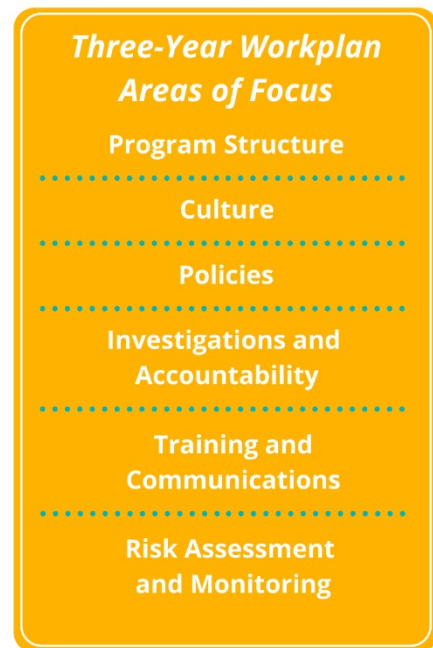 Three-Year Workplan
Areas of Focus
Program Structure
Culture
Policies
Investigations and
Accountability
Training and
Communications
Risk Assessment
and Monitoring